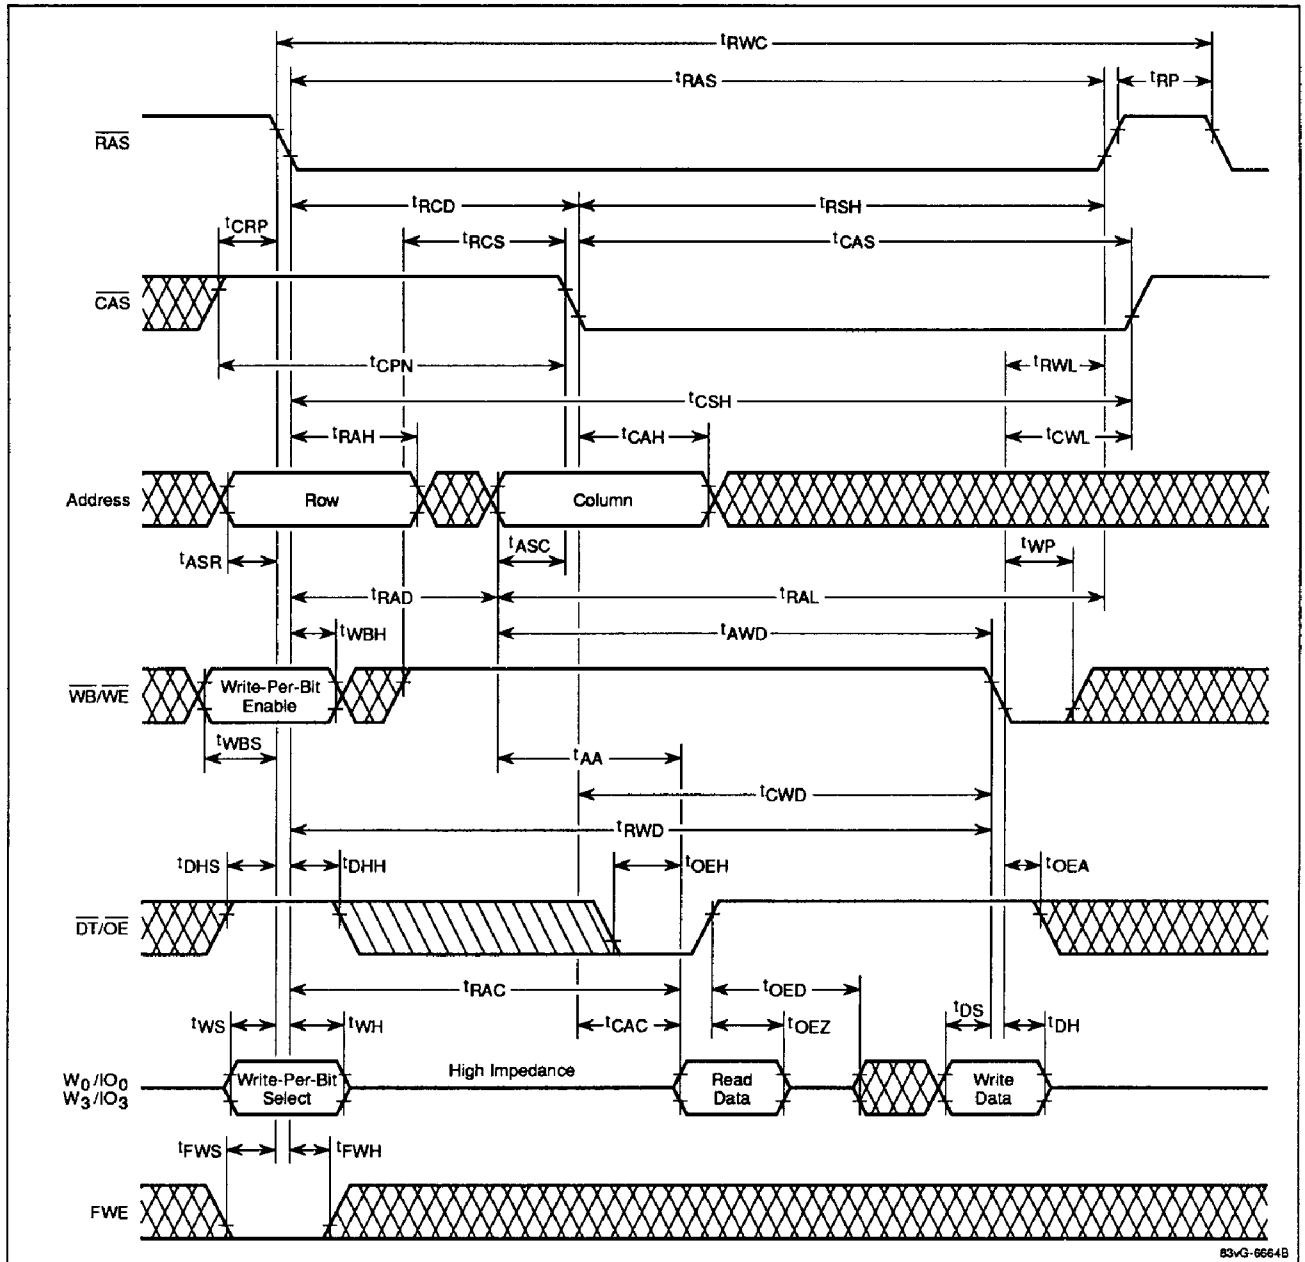 tRWC
tRAS
tRP
RAS
tRCD
tRSH
tCRP
tRCS
tCAS
CAS
tCPN
tRWL
tCSH
tRAH
tCAH
tCWL
Address
Row
Column
tASR
tASC
tWP
tRAD
tRAL
tWBH
tAWD
WB/WE
Write-Per-Bit
Enable
tWBS
tAA
tCWD
tRWD
tDHS
tDHH
tOEH
tOEA
DT/OE
tRAC
tOED
tWS
tWH
tCAC
tOEZ
tDS
tDH
W0/IO0
W3/IO3
Write-Per-Bit
Select
High Impedance
Read
Data
Write
Data
tFWS
tFWH
FWE
83vG-6664B